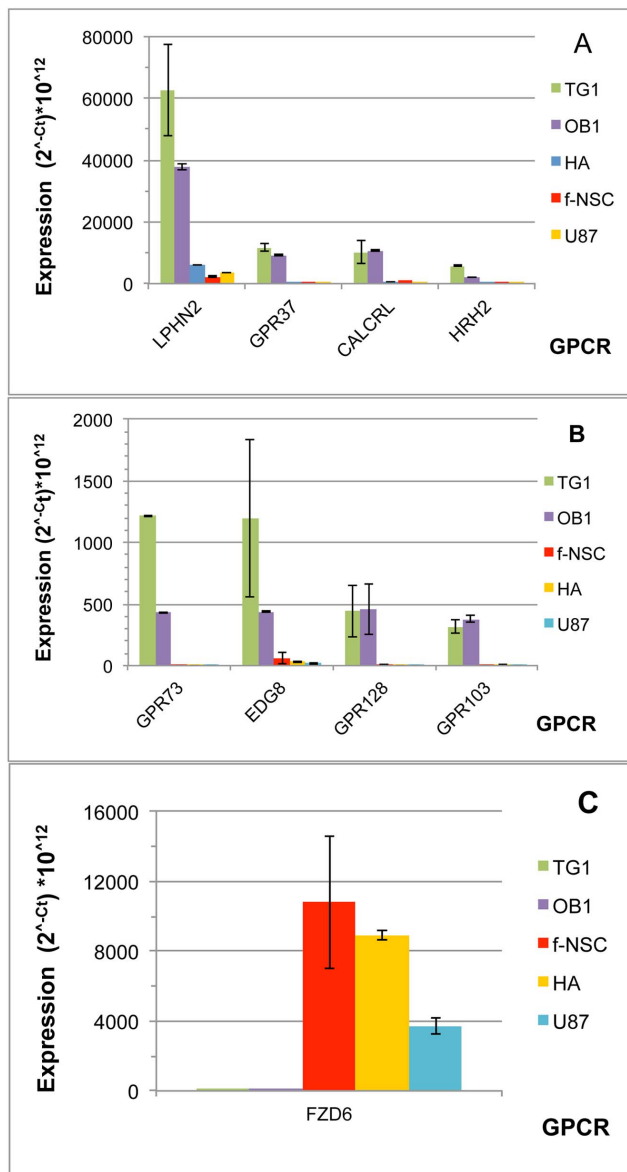 A
Expression (2^-Ct)*10^12
80000
60000
40000
20000
0
TG1
OB1
HA
f-NSC
U87
LPHN2
GPR37
CALCRL
HRH2
GPCR
B
Expression (2^-Ct)*10^12
2000
1500
1000
500
0
TG1
OB1
f-NSC
HA
U87
GPR73
EDG8
GPR128
GPR103
GPCR
C
Expression (2^-Ct) *10^12
16000
12000
8000
4000
0
TG1
OB1
f-NSC
HA
U87
FZD6
GPCR